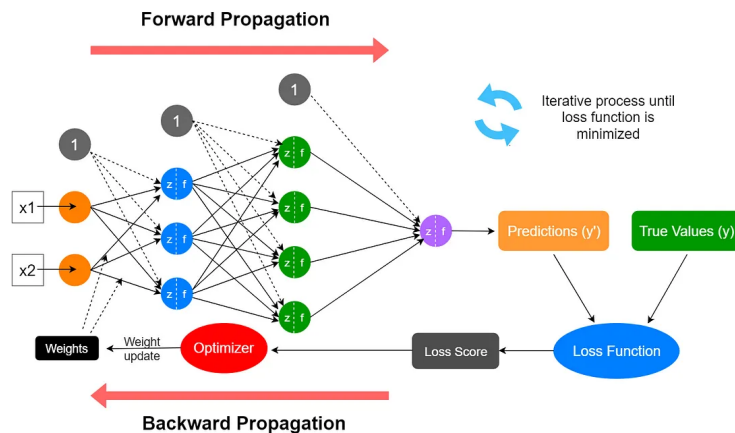 Forward Propagation
1
1
1
Iterative process until
loss function is
minimized
z f
z f
z f
z f
z f
z f
z f
z f
x1
x2
Predictions (y')
True Values (y)
Weights
Weight
update
Optimizer
Loss Score
Loss Function
Backward Propagation